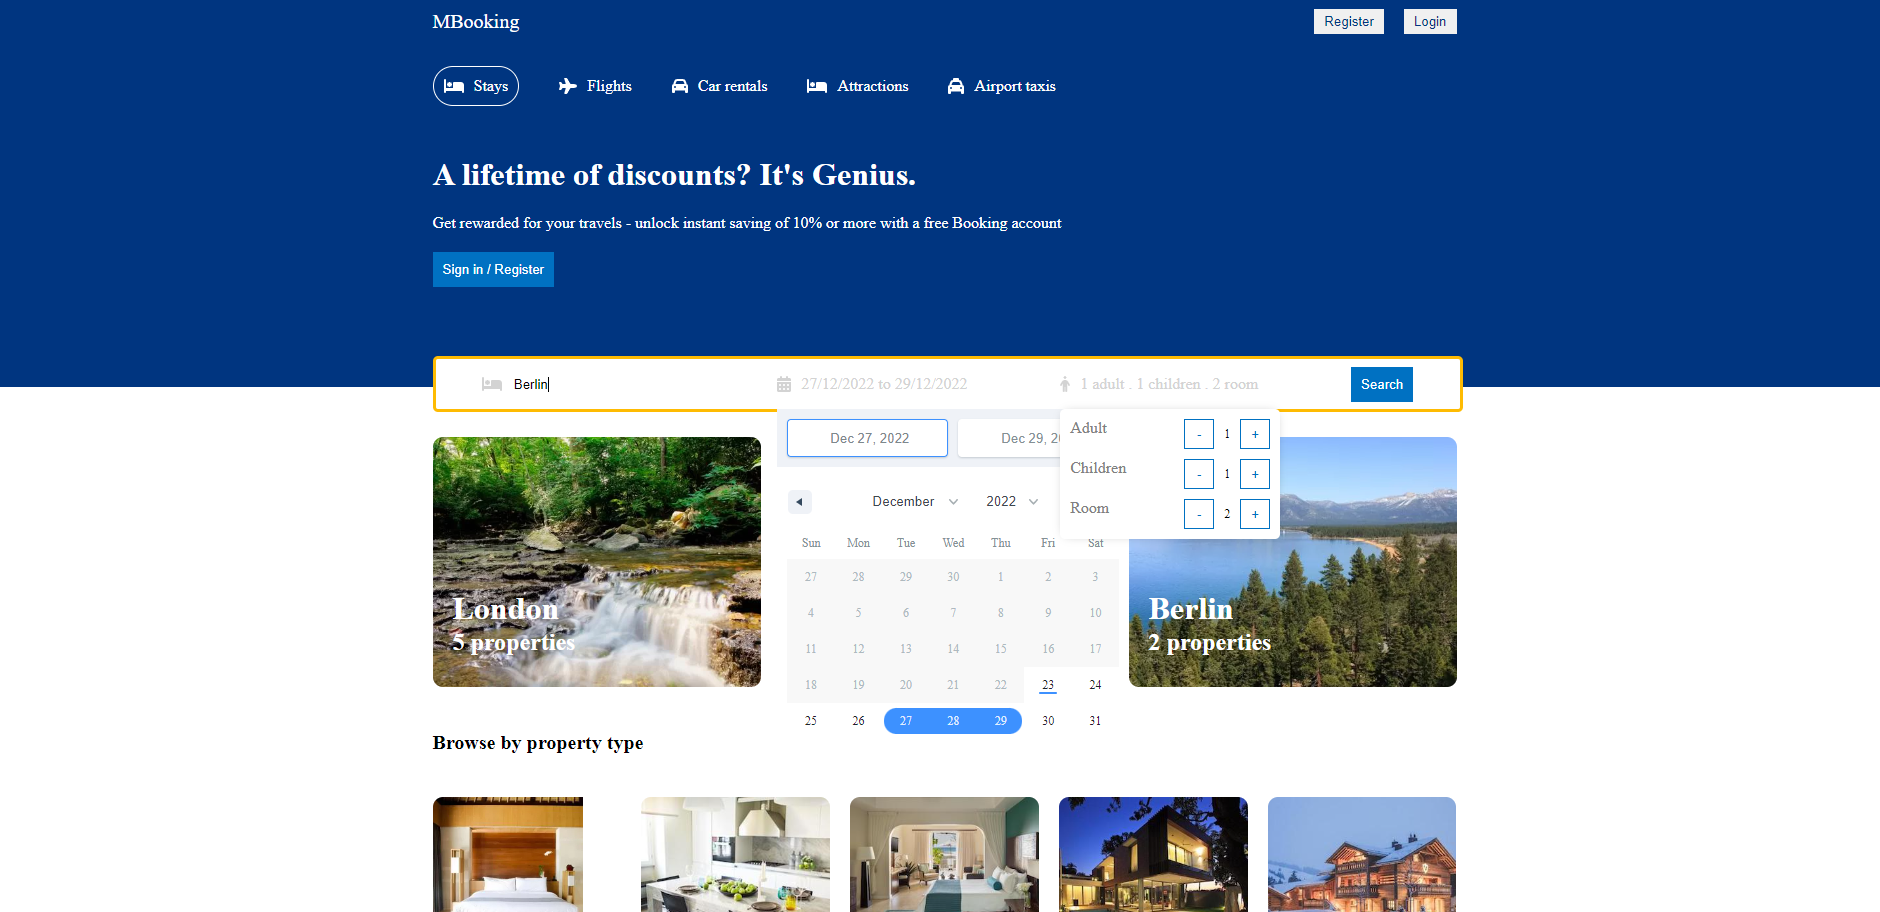 MBooking
Register
Login
Stays
Flights
Car rentals
Attractions
Airport taxis
A lifetime of discounts? It's Genius.
Get rewarded for your travels - unlock instant saving of 10% or more with a free Booking account
Sign in / Register
Berlin
27/12/2022 to 29/12/2022
1 adult . 1 children . 2 room
Search
Dec 27, 2022
Dec 29, 20
Adult - 1 +
Children - 1 +
Room - 2 +
December 2022
Sun Mon Tue Wed Thu Fri Sat
27 28 29 30 1 2 3
4 5 6 7 8 9 10
11 12 13 14 15 16 17
18 19 20 21 22 23 24
25 26 27 28 29 30 31
London
5 properties
Berlin
2 properties
Browse by property type